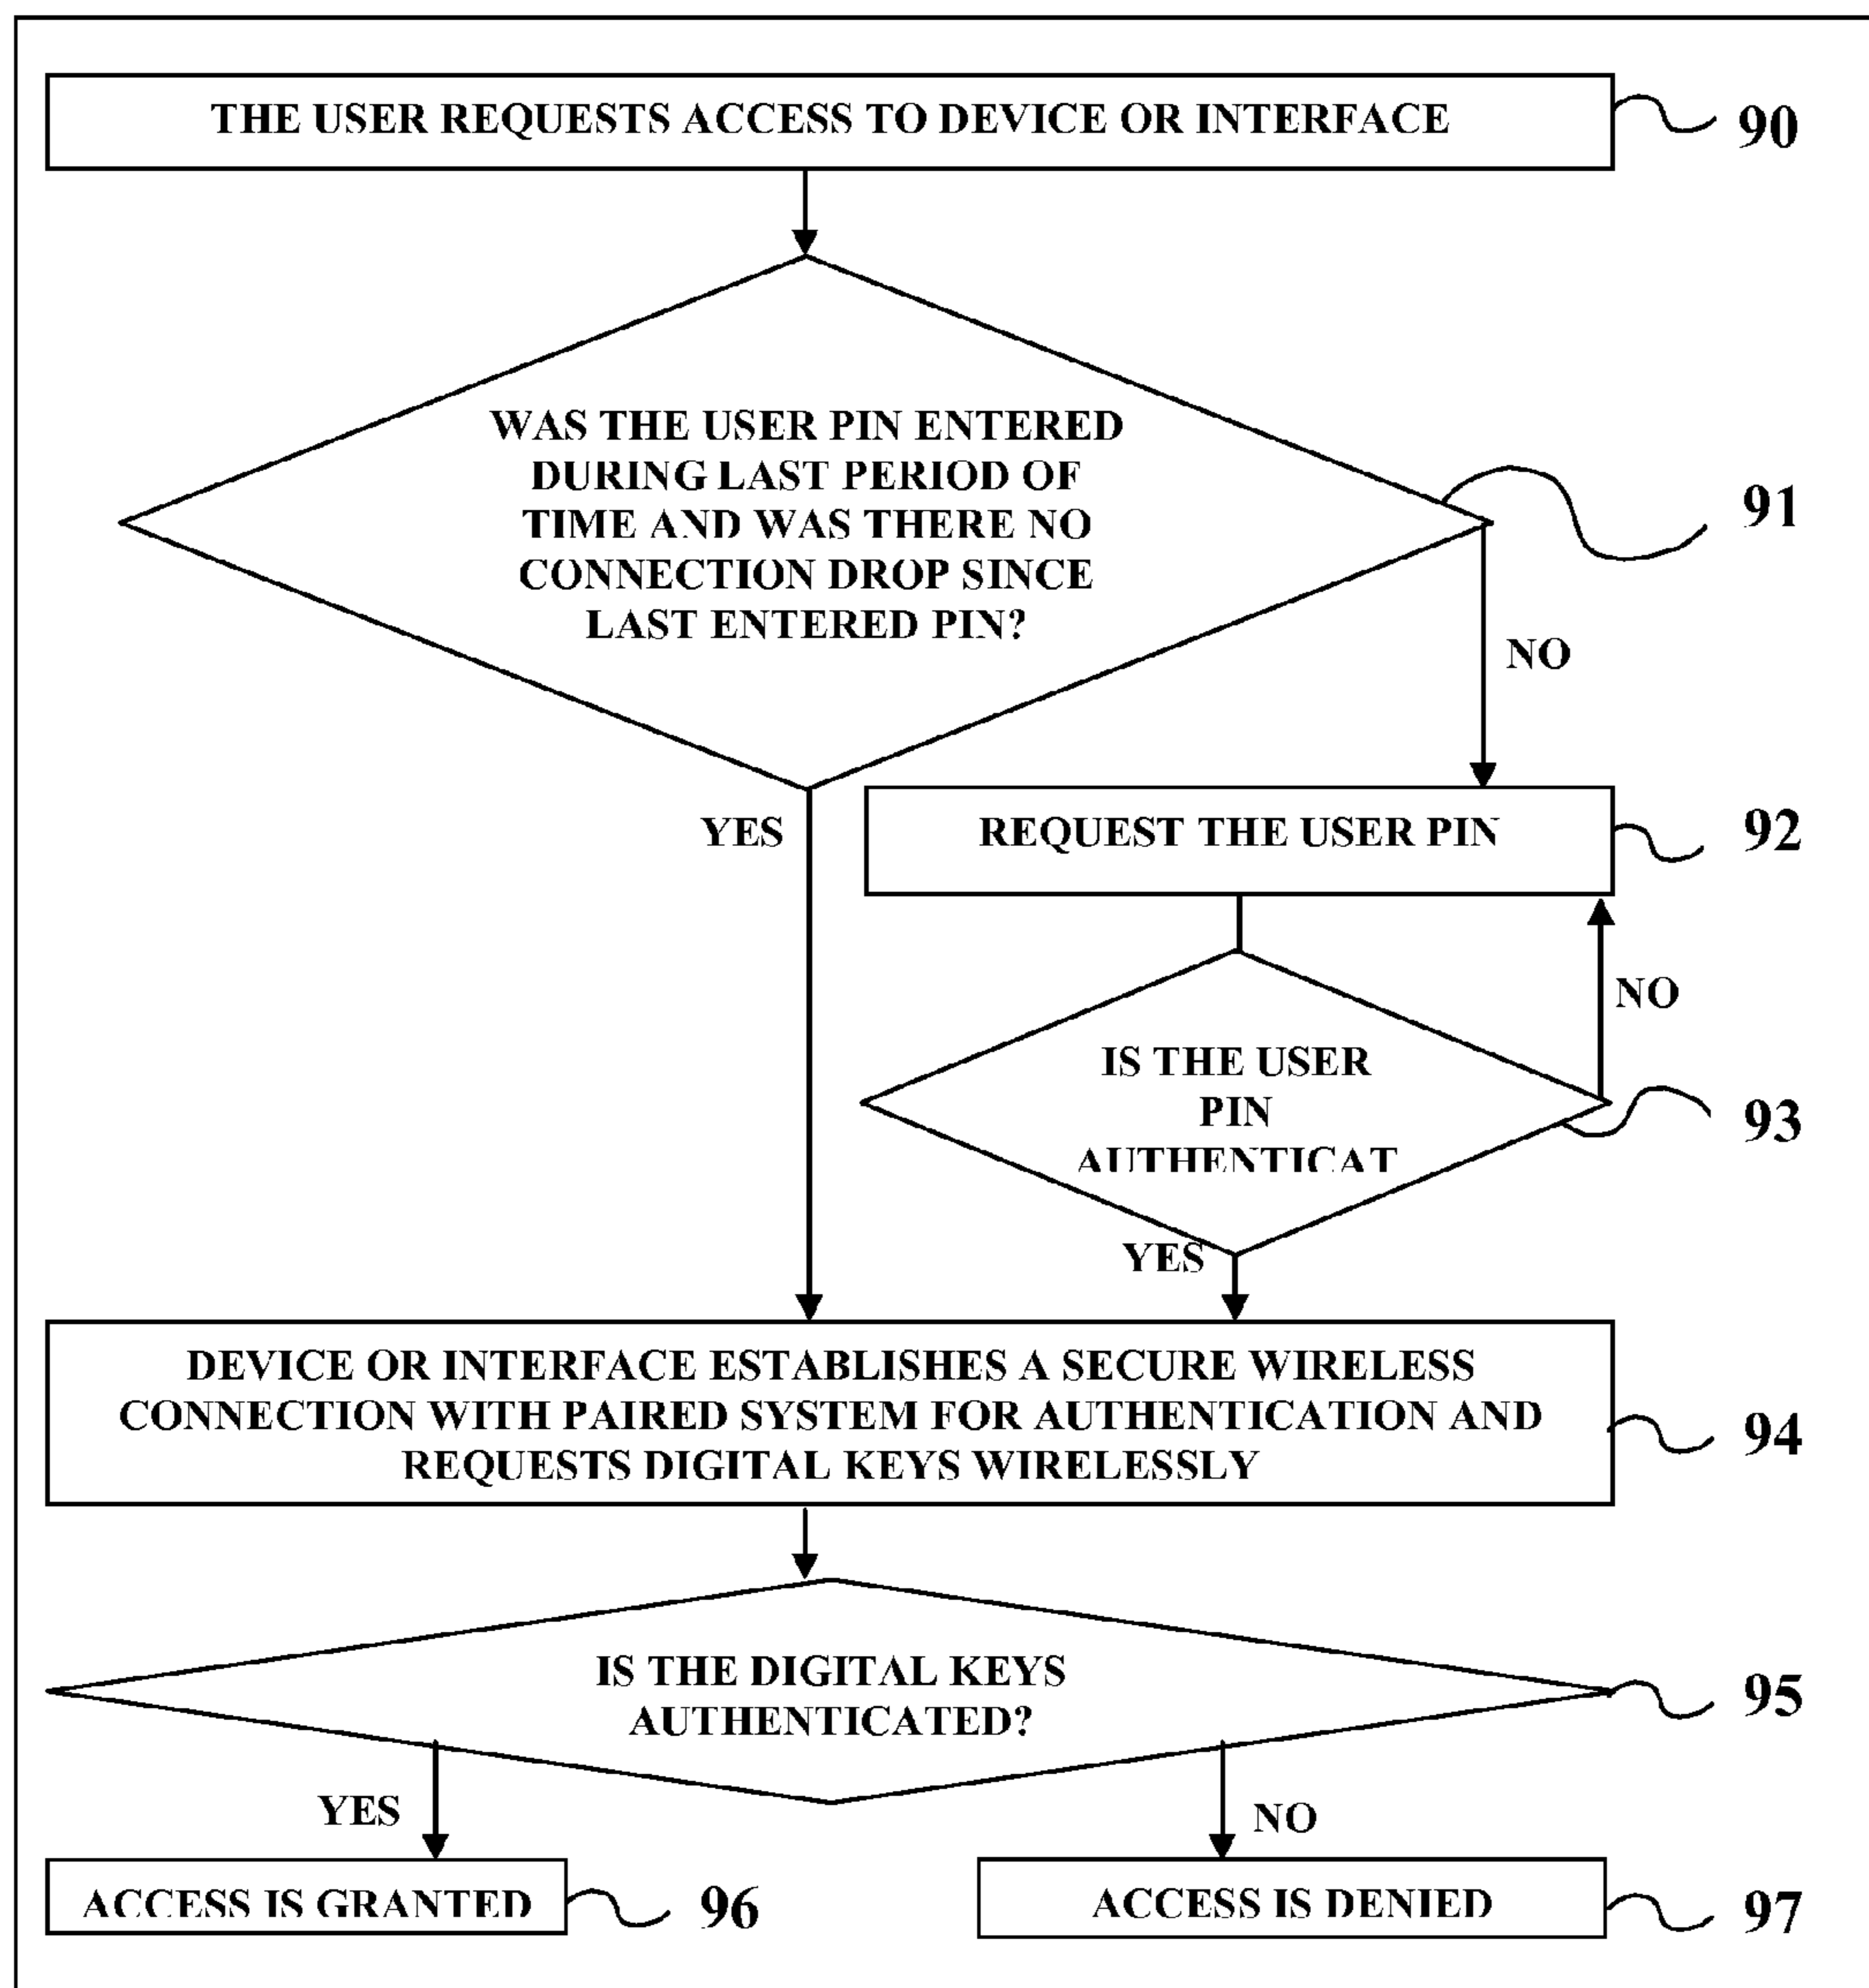 THE USER REQUESTS ACCESS TO DEVICE OR INTERFACE
90
WAS THE USER PIN ENTERED
DURING LAST PERIOD OF
TIME AND WAS THERE NO
CONNECTION DROP SINCE
LAST ENTERED PIN?
91
NO
YES
REQUEST THE USER PIN
92
NO
IS THE USER
PIN
AUTHENTICAT
93
YES
DEVICE OR INTERFACE ESTABLISHES A SECURE WIRELESS
CONNECTION WITH PAIRED SYSTEM FOR AUTHENTICATION AND
REQUESTS DIGITAL KEYS WIRELESSLY
94
IS THE DIGITAL KEYS
AUTHENTICATED?
95
YES
NO
ACCESS IS GRANTED
96
ACCESS IS DENIED
97